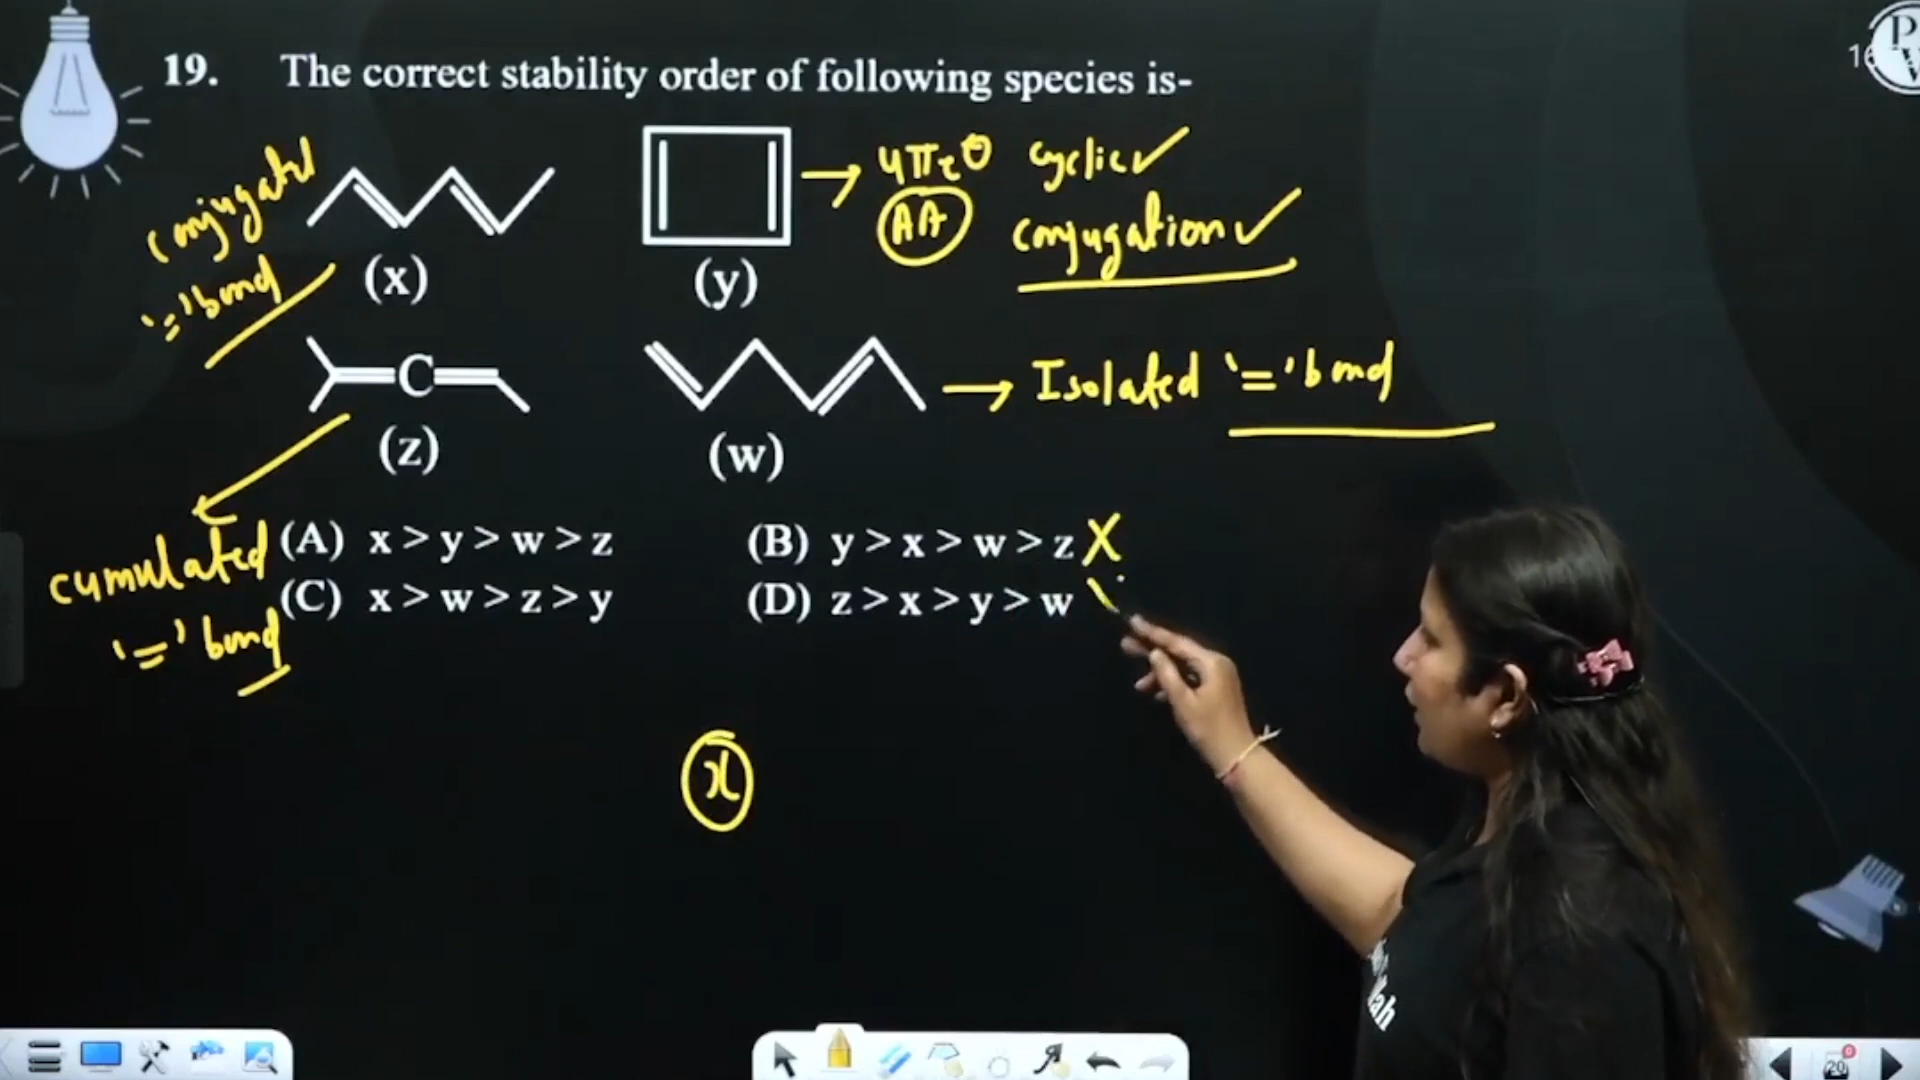 19. The correct stability order of following species is-
conjugated
'='bond
(x)
4πe⊖ cyclic✓
AA
conjugation✓
(y)
C
(z)
Isolated '='bond
(w)
cumulated
'=' bond
(A) x > y > w > z
(B) y > x > w > z X
(C) x > w > z > y
(D) z > x > y > w \
x
20